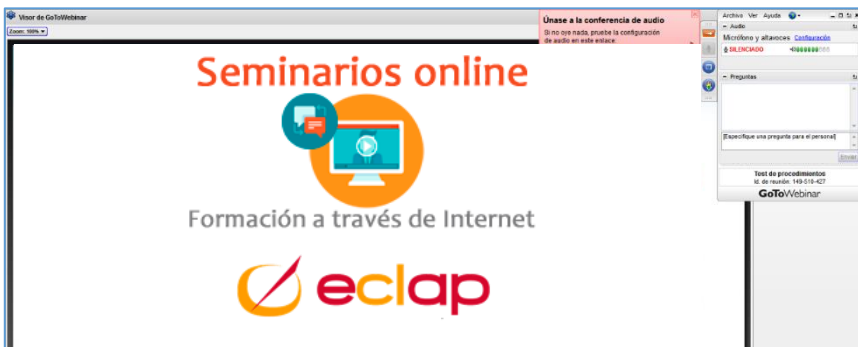 Visor de GoToWebinar
Zoom: 100%
Únase a la conferencia de audio
Si no oye nada, pruebe la configuración
de audio en este enlace:
Seminarios online
Formación a través de Internet
eclap
Archivo Ver Ayuda
Audio
Micrófono y altavoces Configuración
SILENCIADO
Preguntas
[Especifique una pregunta para el personal]
Enviar
Test de procedimientos
Id. de reunión: 149-519-427
GoToWebinar